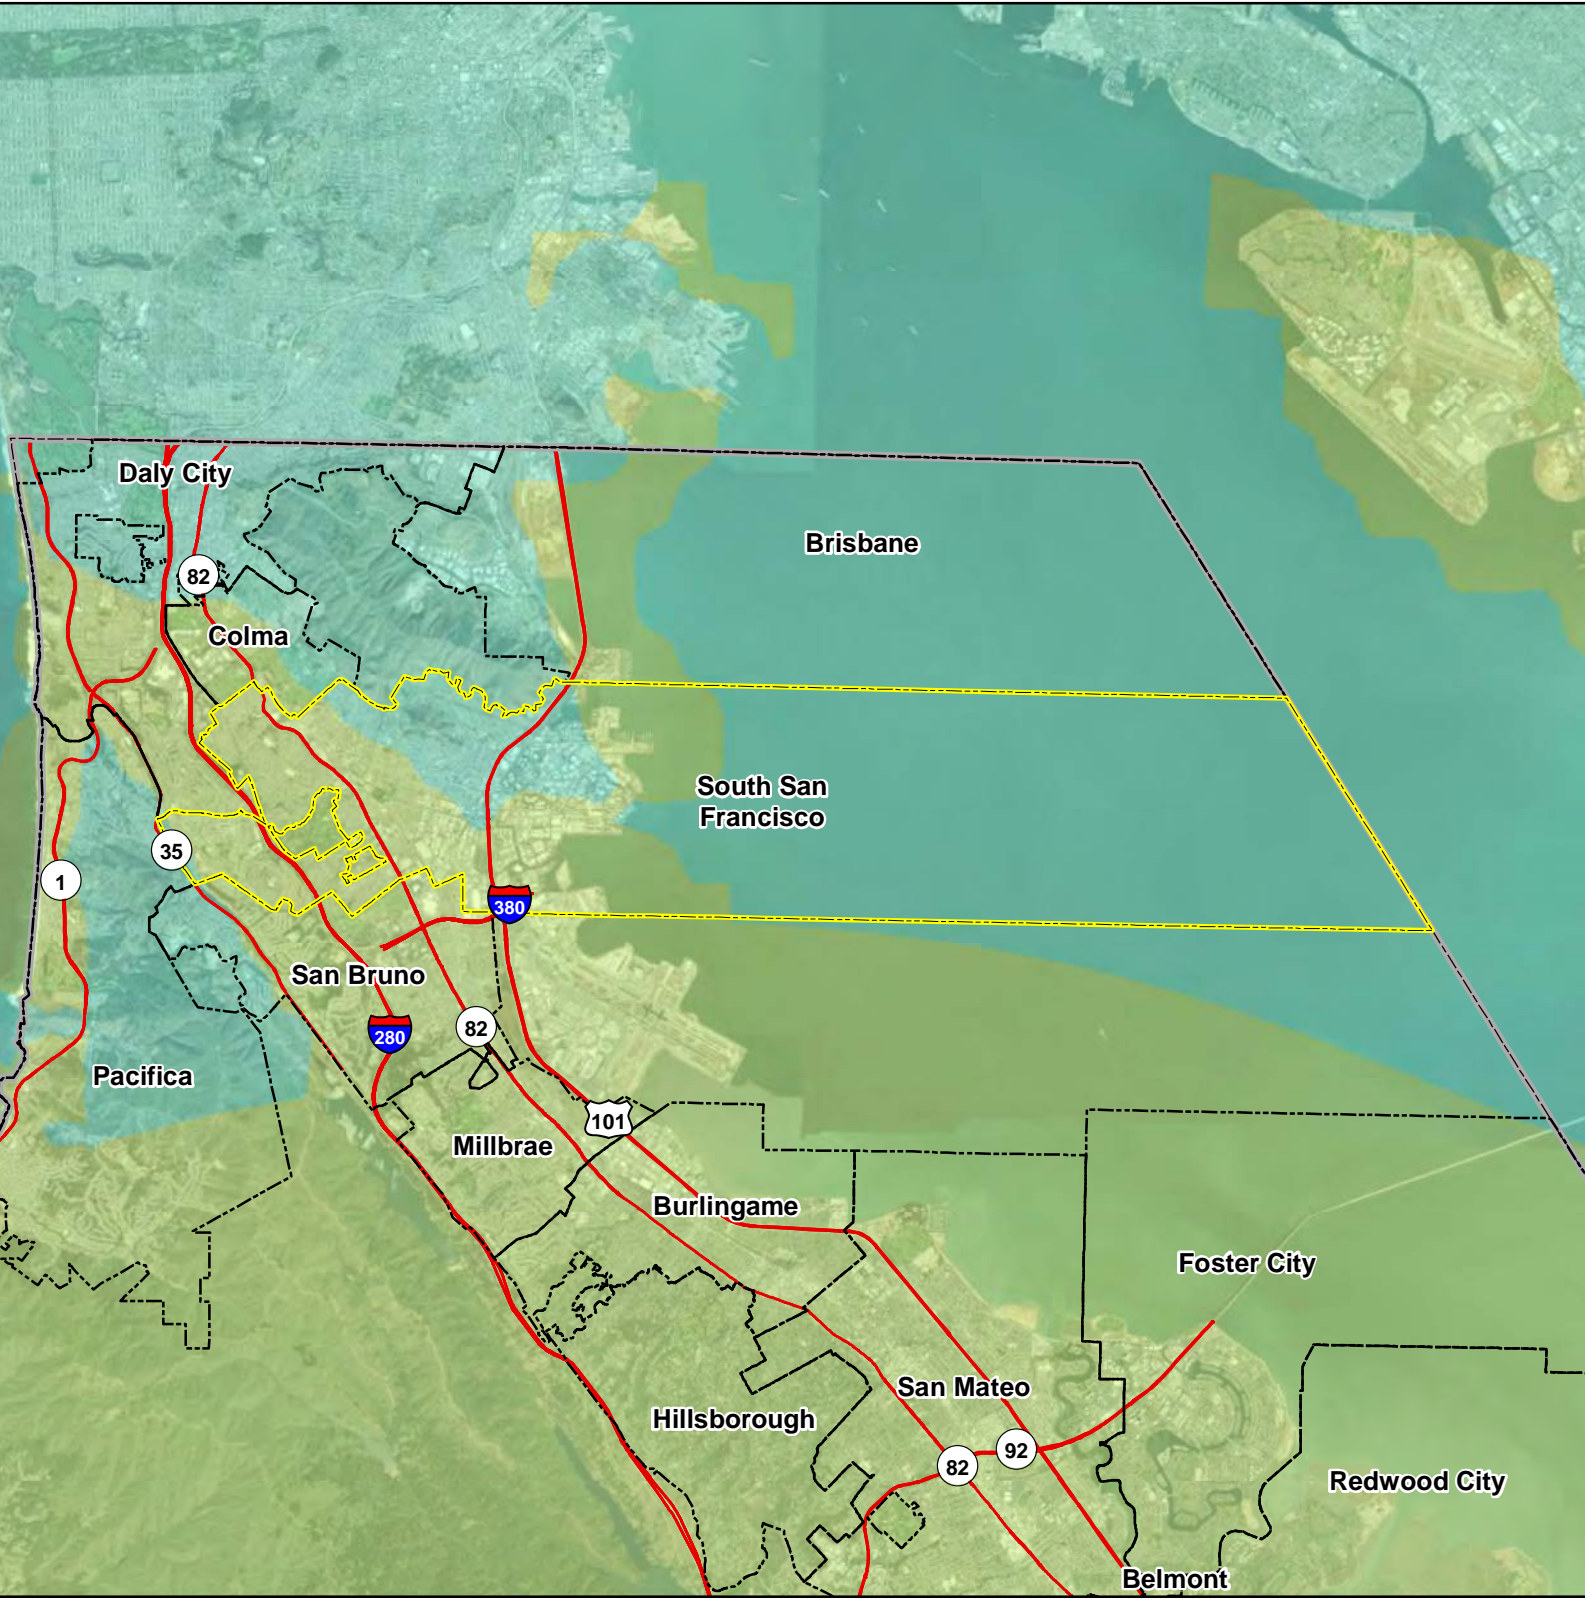 Daly City
Brisbane
82
Colma
South San
Francisco
35
1
380
San Bruno
82
280
Pacifica
101
Millbrae
Burlingame
Foster City
San Mateo
Hillsborough
92
82
Redwood City
Belmont